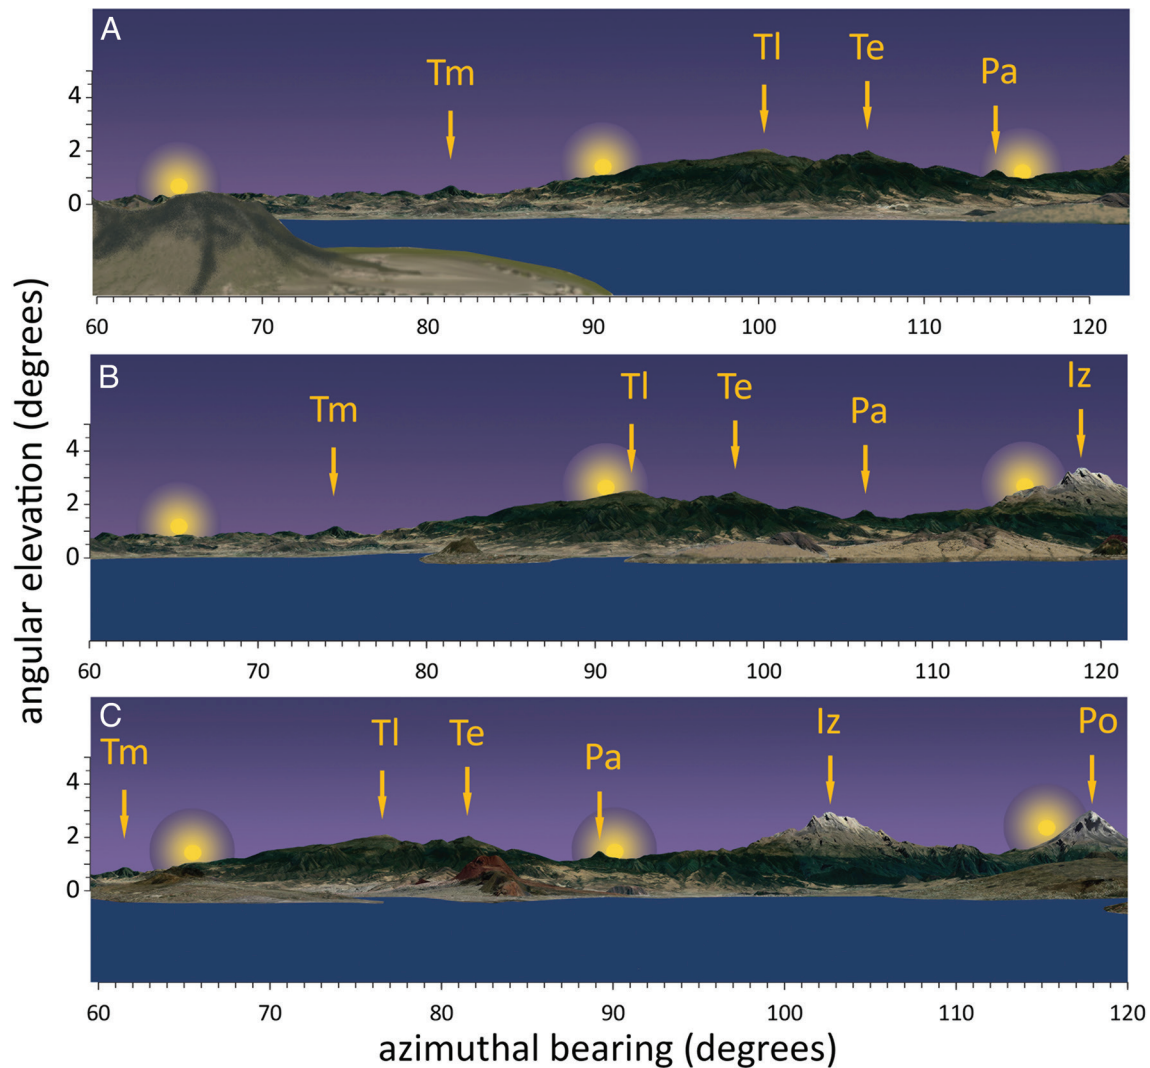 A
Tm
Tl
Te
Pa
4
2
0
60 70 80 90 100 110 120
B
Tm
Tl
Te
Pa
Iz
4
2
0
60 70 80 90 100 110 120
C
Tm
Tl
Te
Pa
Iz
Po
4
2
0
60 70 80 90 100 110 120
angular elevation (degrees)
azimuthal bearing (degrees)